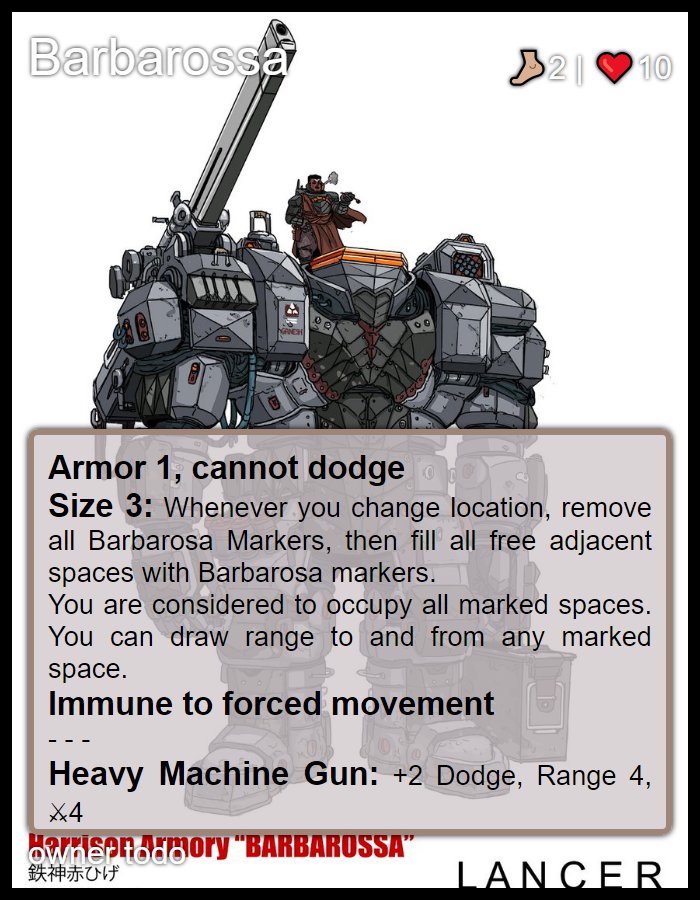 Barbarossa
2 | 10
GANESH
Armor 1, cannot dodge
Size 3: Whenever you change location, remove
all Barbarosa Markers, then fill all free adjacent
spaces with Barbarosa markers.
You are considered to occupy all marked spaces.
You can draw range to and from any marked
space.
Immune to forced movement
- - -
Heavy Machine Gun: +2 Dodge, Range 4,
⚔4
Harrison Armory "BARBAROSSA"
owner todo
鉄神赤ひげ
LANCER